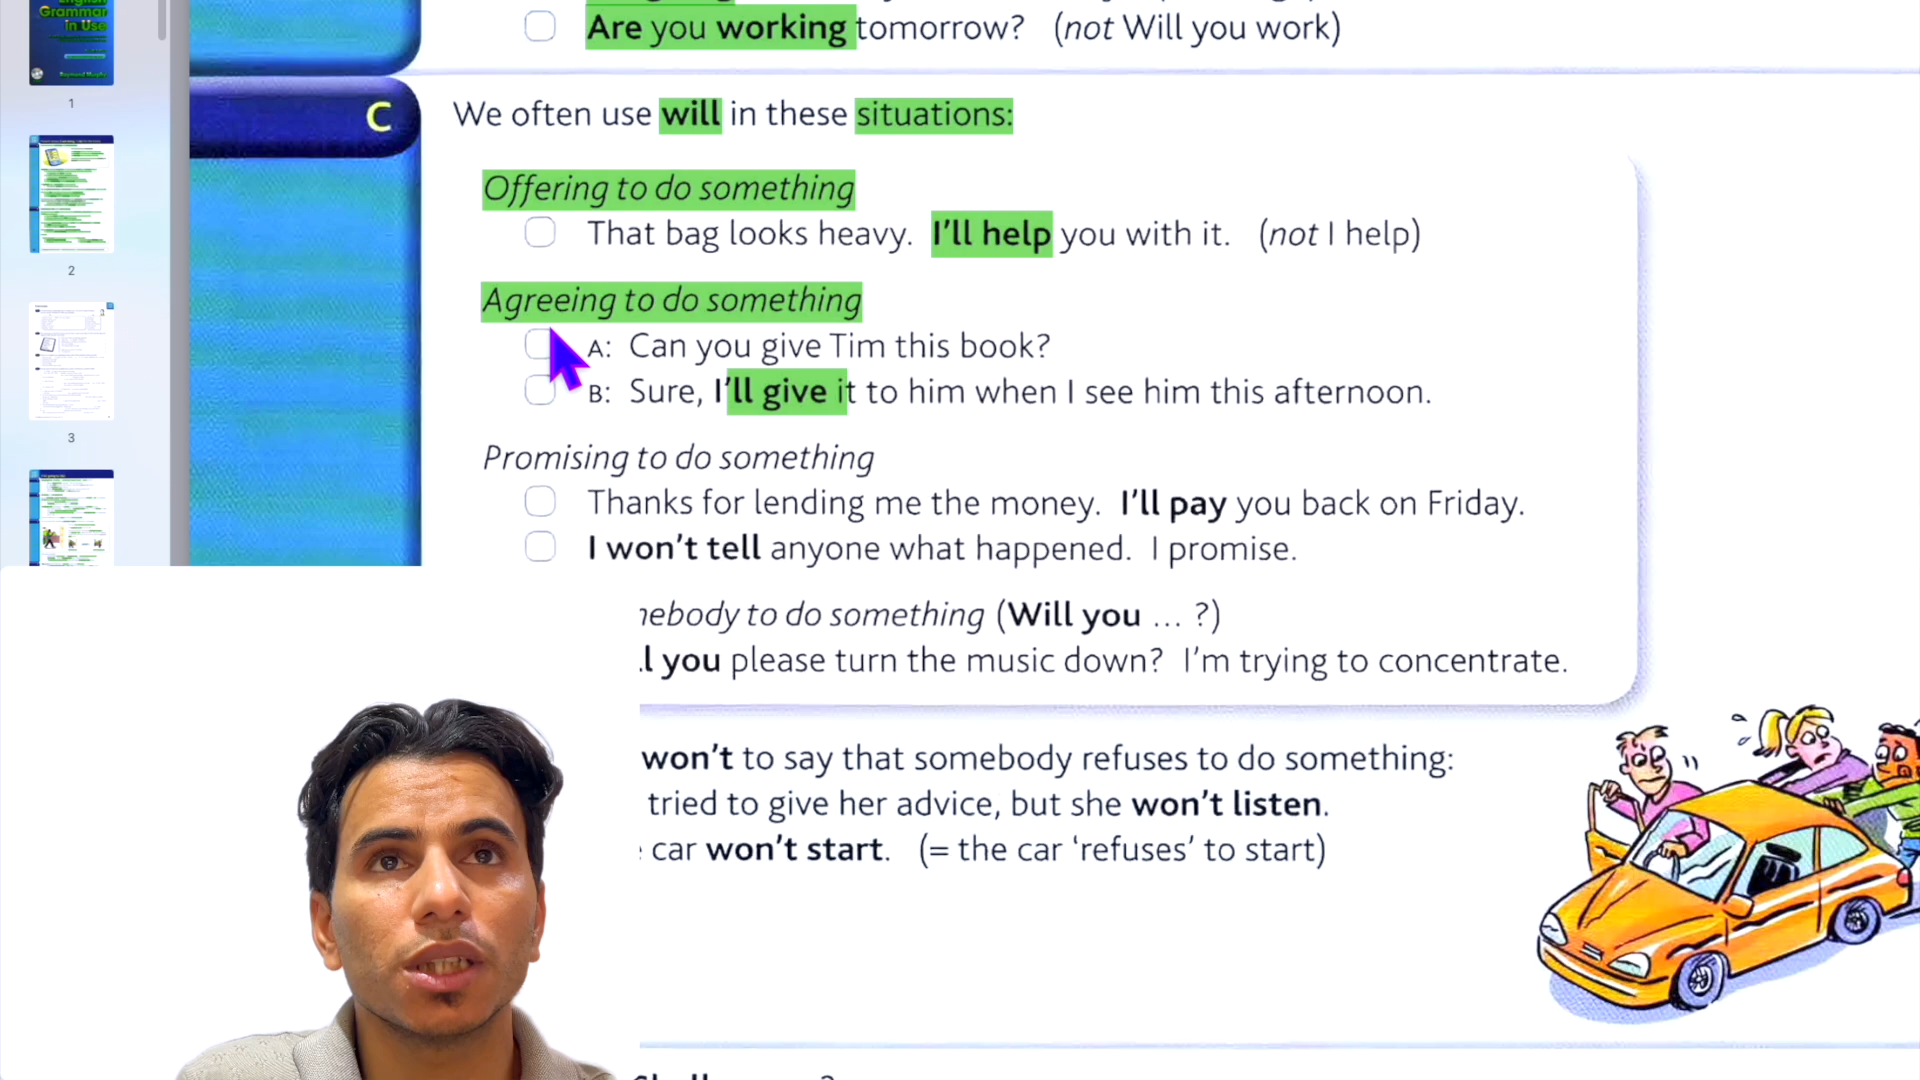 English
Grammar
in Use
Raymond Murphy
1
2
3
Are you working tomorrow? (not Will you work)
C
We often use will in these situations:
Offering to do something
That bag looks heavy. I'll help you with it. (not I help)
Agreeing to do something
A: Can you give Tim this book?
B: Sure, I'll give it to him when I see him this afternoon.
Promising to do something
Thanks for lending me the money. I'll pay you back on Friday.
I won't tell anyone what happened. I promise.
to do something (Will you ... ?)
you please turn the music down? I'm trying to concentrate.
won't to say that somebody refuses to do something:
tried to give her advice, but she won't listen.
car won't start. (= the car 'refuses' to start)